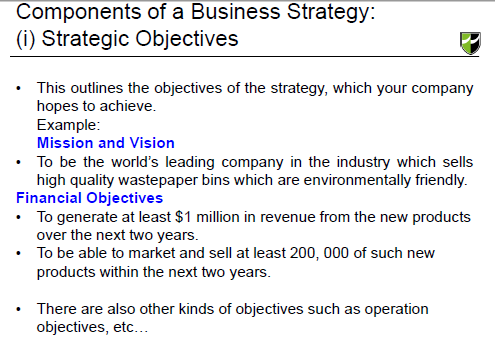 Components of a Business Strategy:
(i) Strategic Objectives
• This outlines the objectives of the strategy, which your company
hopes to achieve.
Example:
Mission and Vision
• To be the world's leading company in the industry which sells
high quality wastepaper bins which are environmentally friendly.
Financial Objectives
• To generate at least $1 million in revenue from the new products
over the next two years.
• To be able to market and sell at least 200, 000 of such new
products within the next two years.
• There are also other kinds of objectives such as operation
objectives, etc…